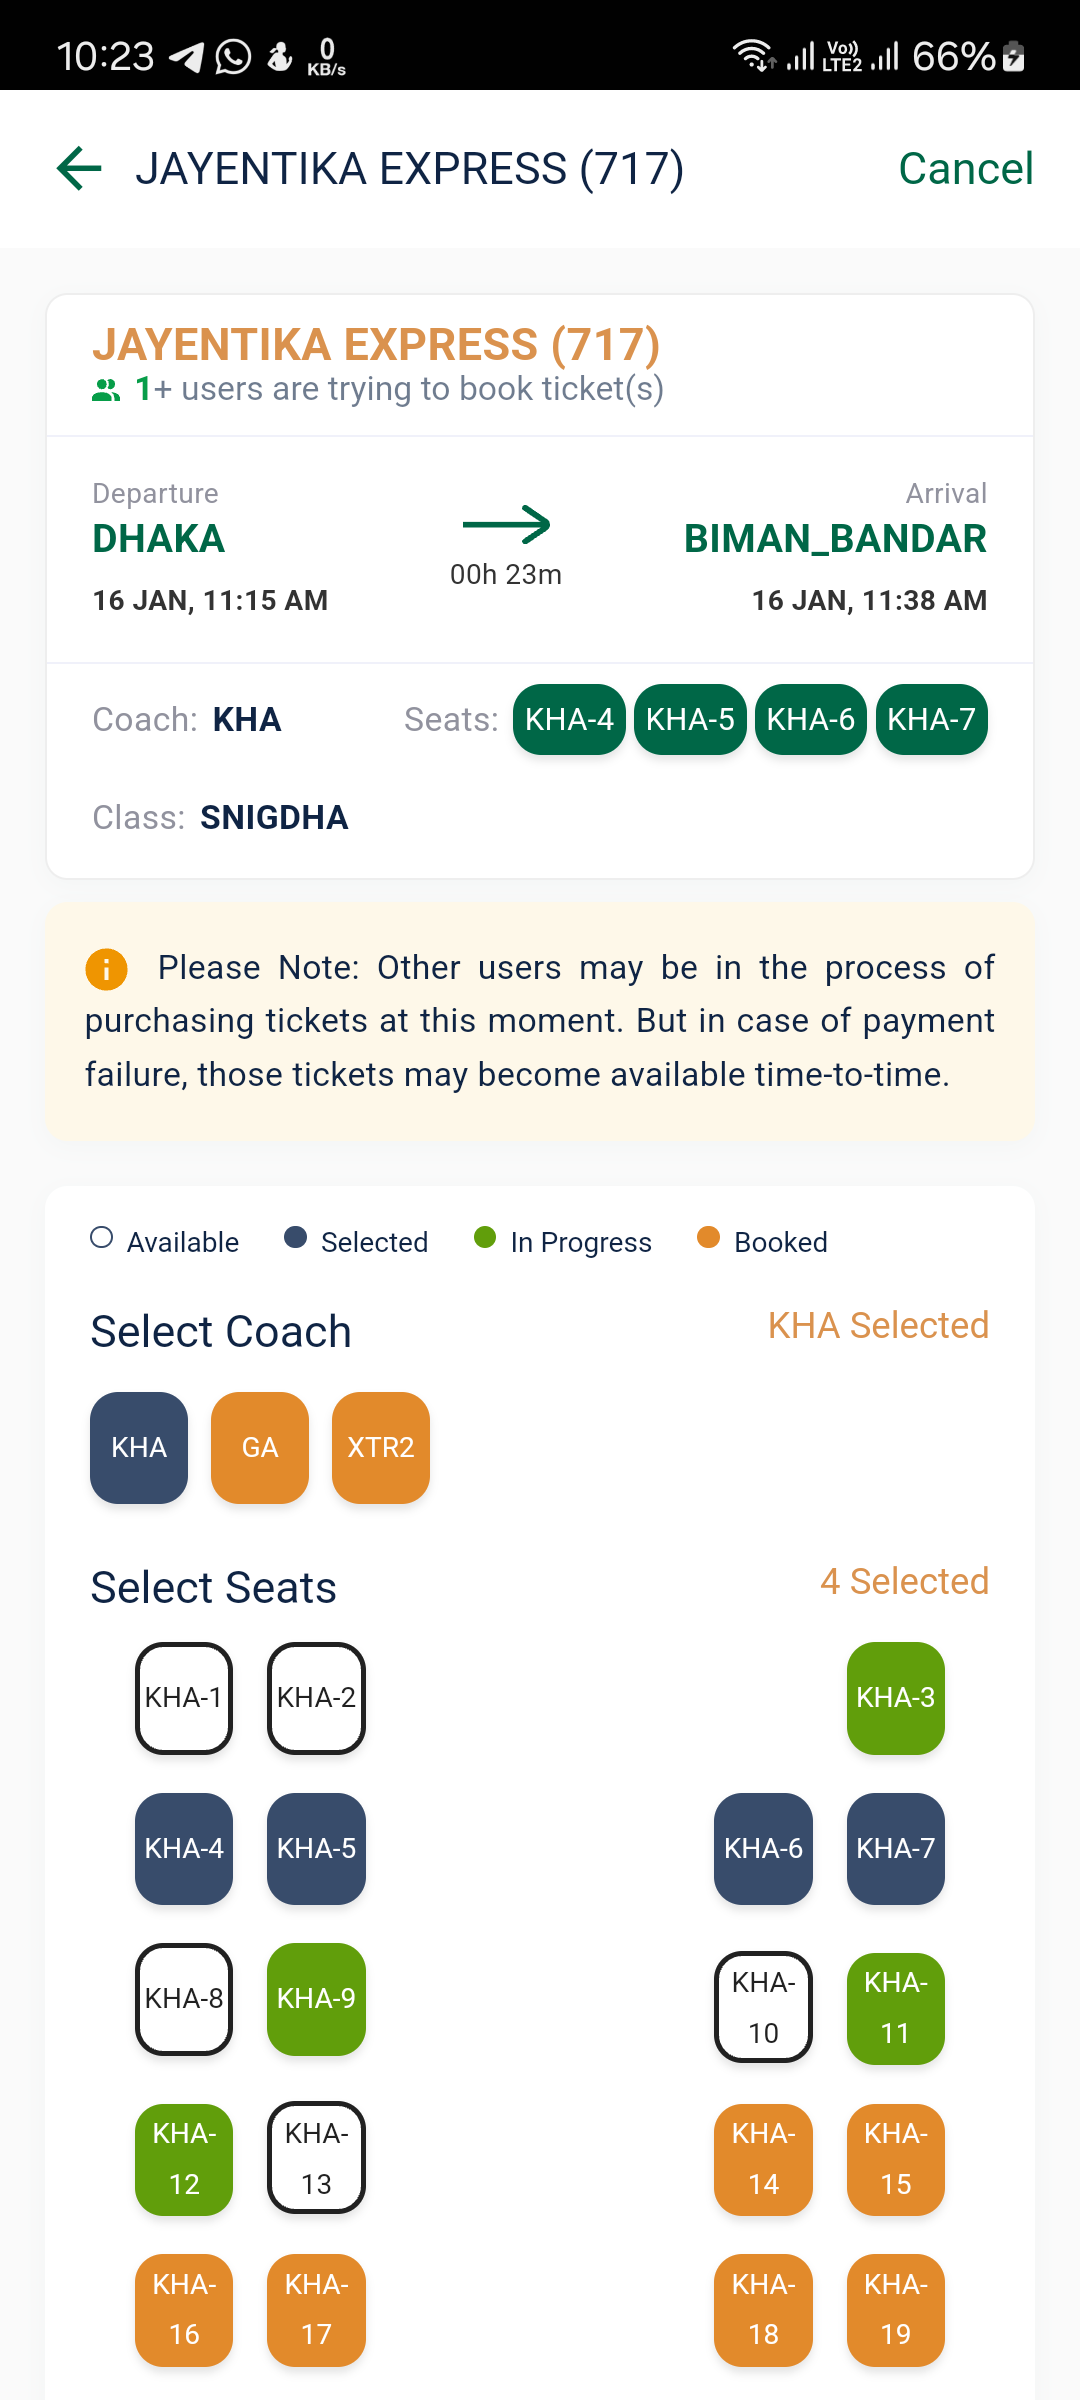 10:23 0 KB/s Vo)) LTE2 66%
JAYENTIKA EXPRESS (717) Cancel
JAYENTIKA EXPRESS (717)
1+ users are trying to book ticket(s)
Departure Arrival
DHAKA BIMAN_BANDAR
00h 23m
16 JAN, 11:15 AM 16 JAN, 11:38 AM
Coach: KHA Seats: KHA-4 KHA-5 KHA-6 KHA-7
Class: SNIGDHA
Please Note: Other users may be in the process of
purchasing tickets at this moment. But in case of payment
failure, those tickets may become available time-to-time.
Available Selected In Progress Booked
Select Coach KHA Selected
KHA GA XTR2
Select Seats 4 Selected
KHA-1 KHA-2 KHA-3
KHA-4 KHA-5 KHA-6 KHA-7
KHA-8 KHA-9 KHA-10 KHA-11
KHA-12 KHA-13 KHA-14 KHA-15
KHA-16 KHA-17 KHA-18 KHA-19